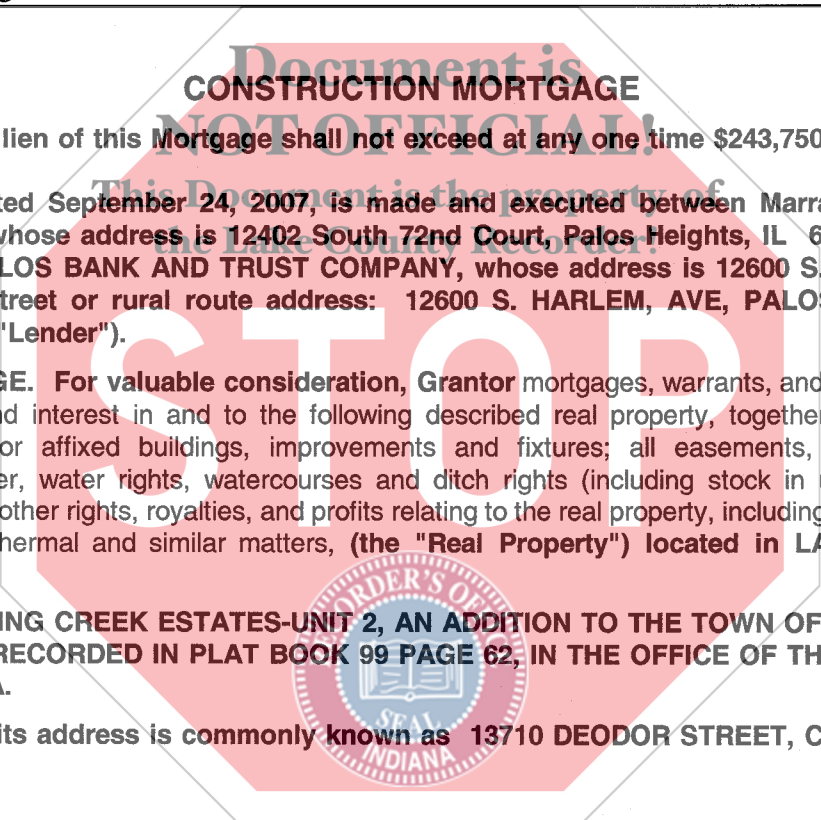 Document is
CONSTRUCTION MORTGAGE
lien of this Mortgage shall not exceed at any one time $243,750
NOT OFFICIAL!
This Document is the property of
ted September 24, 2007, is made and executed between Marra
whose address is 12402 South 72nd Court, Palos Heights, IL 6
the Lake County Recorder!
LOS BANK AND TRUST COMPANY, whose address is 12600 S.
treet or rural route address: 12600 S. HARLEM, AVE, PALOS
"Lender").
STOP
GE. For valuable consideration, Grantor mortgages, warrants, and
nd interest in and to the following described real property, together
or affixed buildings, improvements and fixtures; all easements,
er, water rights, watercourses and ditch rights (including stock in
other rights, royalties, and profits relating to the real property, including
hermal and similar matters, (the "Real Property") located in LA
RECORDER'S OFFICE
ING CREEK ESTATES-UNIT 2, AN ADDITION TO THE TOWN OF
RECORDED IN PLAT BOOK 99 PAGE 62, IN THE OFFICE OF TH
A.
SEAL
its address is commonly known as 13710 DEODOR STREET, C
INDIANA